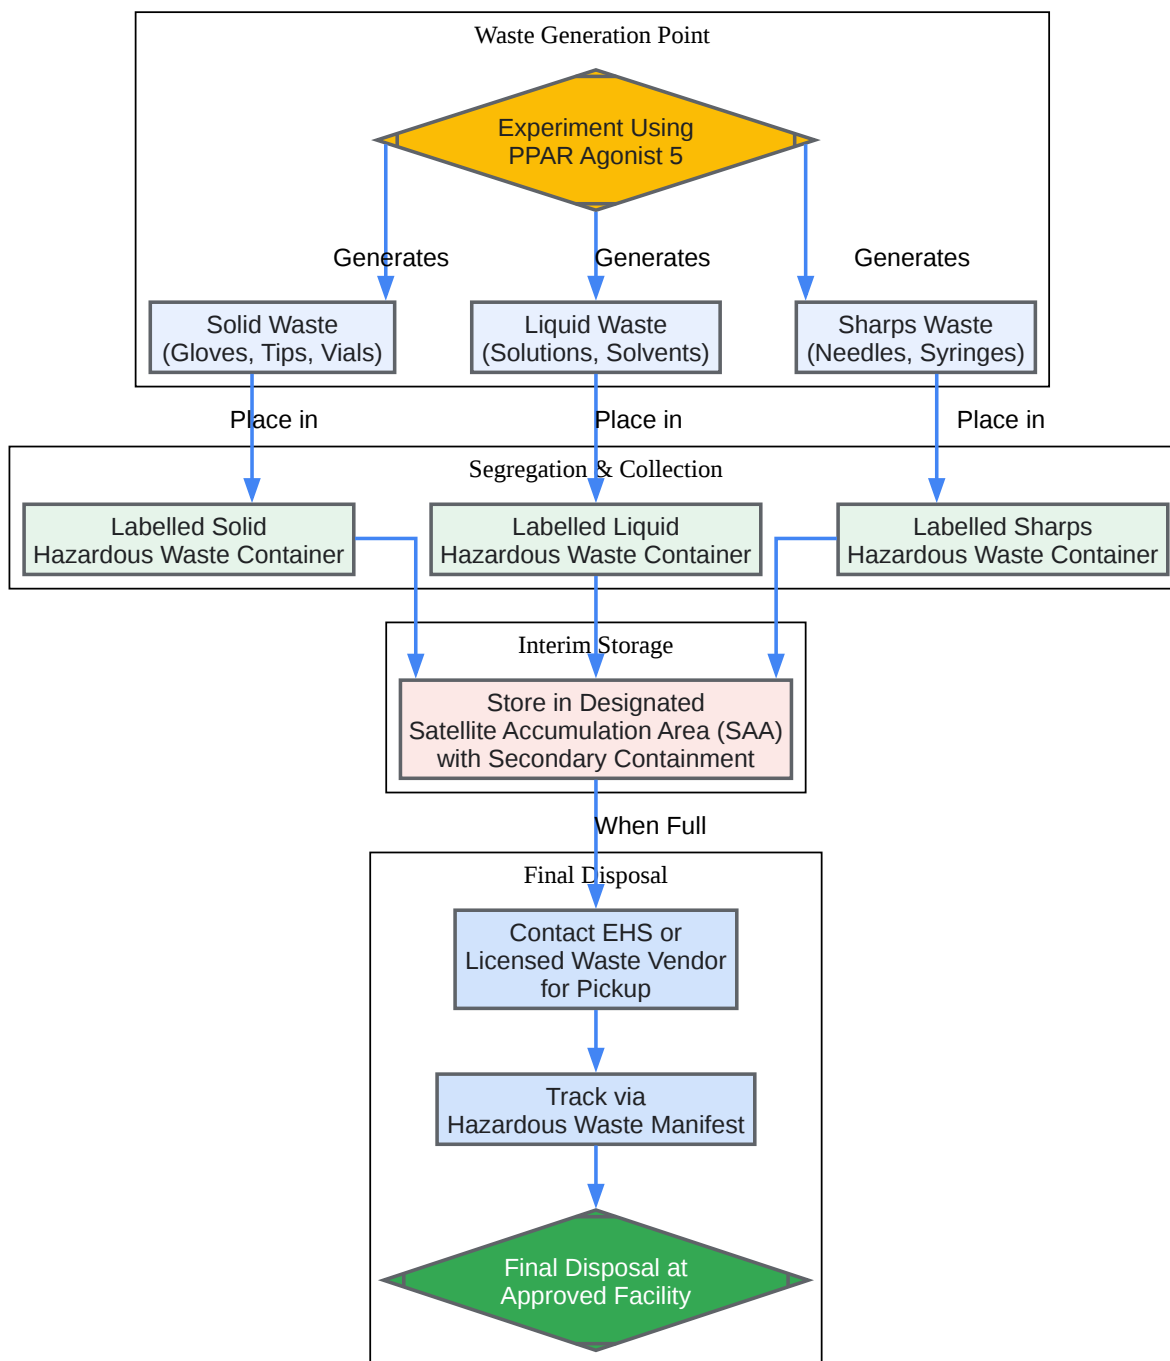 Waste Generation Point
Experiment Using
PPAR Agonist 5
Generates
Generates
Generates
Solid Waste
(Gloves, Tips, Vials)
Liquid Waste
(Solutions, Solvents)
Sharps Waste
(Needles, Syringes)
Place in
Place in
Place in
Segregation & Collection
Labelled Solid
Hazardous Waste Container
Labelled Liquid
Hazardous Waste Container
Labelled Sharps
Hazardous Waste Container
Interim Storage
Store in Designated
Satellite Accumulation Area (SAA)
with Secondary Containment
When Full
Final Disposal
Contact EHS or
Licensed Waste Vendor
for Pickup
Track via
Hazardous Waste Manifest
Final Disposal at
Approved Facility